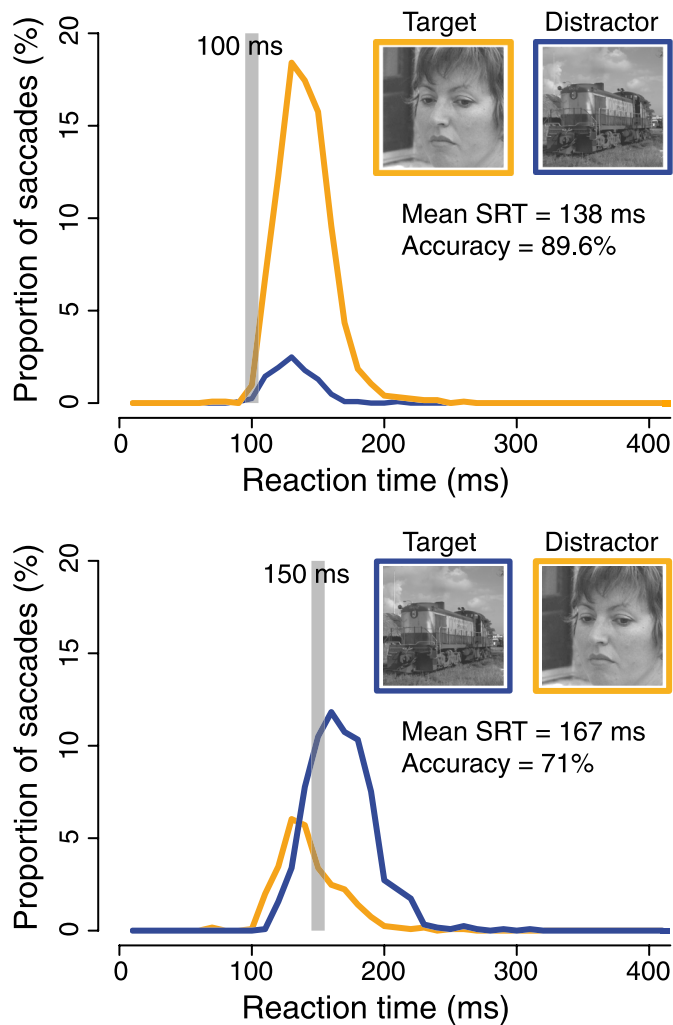 Target Distractor
100 ms
Mean SRT = 138 ms
Accuracy = 89.6%
Proportion of saccades (%)
20
15
10
5
0
0 100 200 300 400
Reaction time (ms)
Target Distractor
150 ms
Mean SRT = 167 ms
Accuracy = 71%
Proportion of saccades (%)
20
15
10
5
0
0 100 200 300 400
Reaction time (ms)